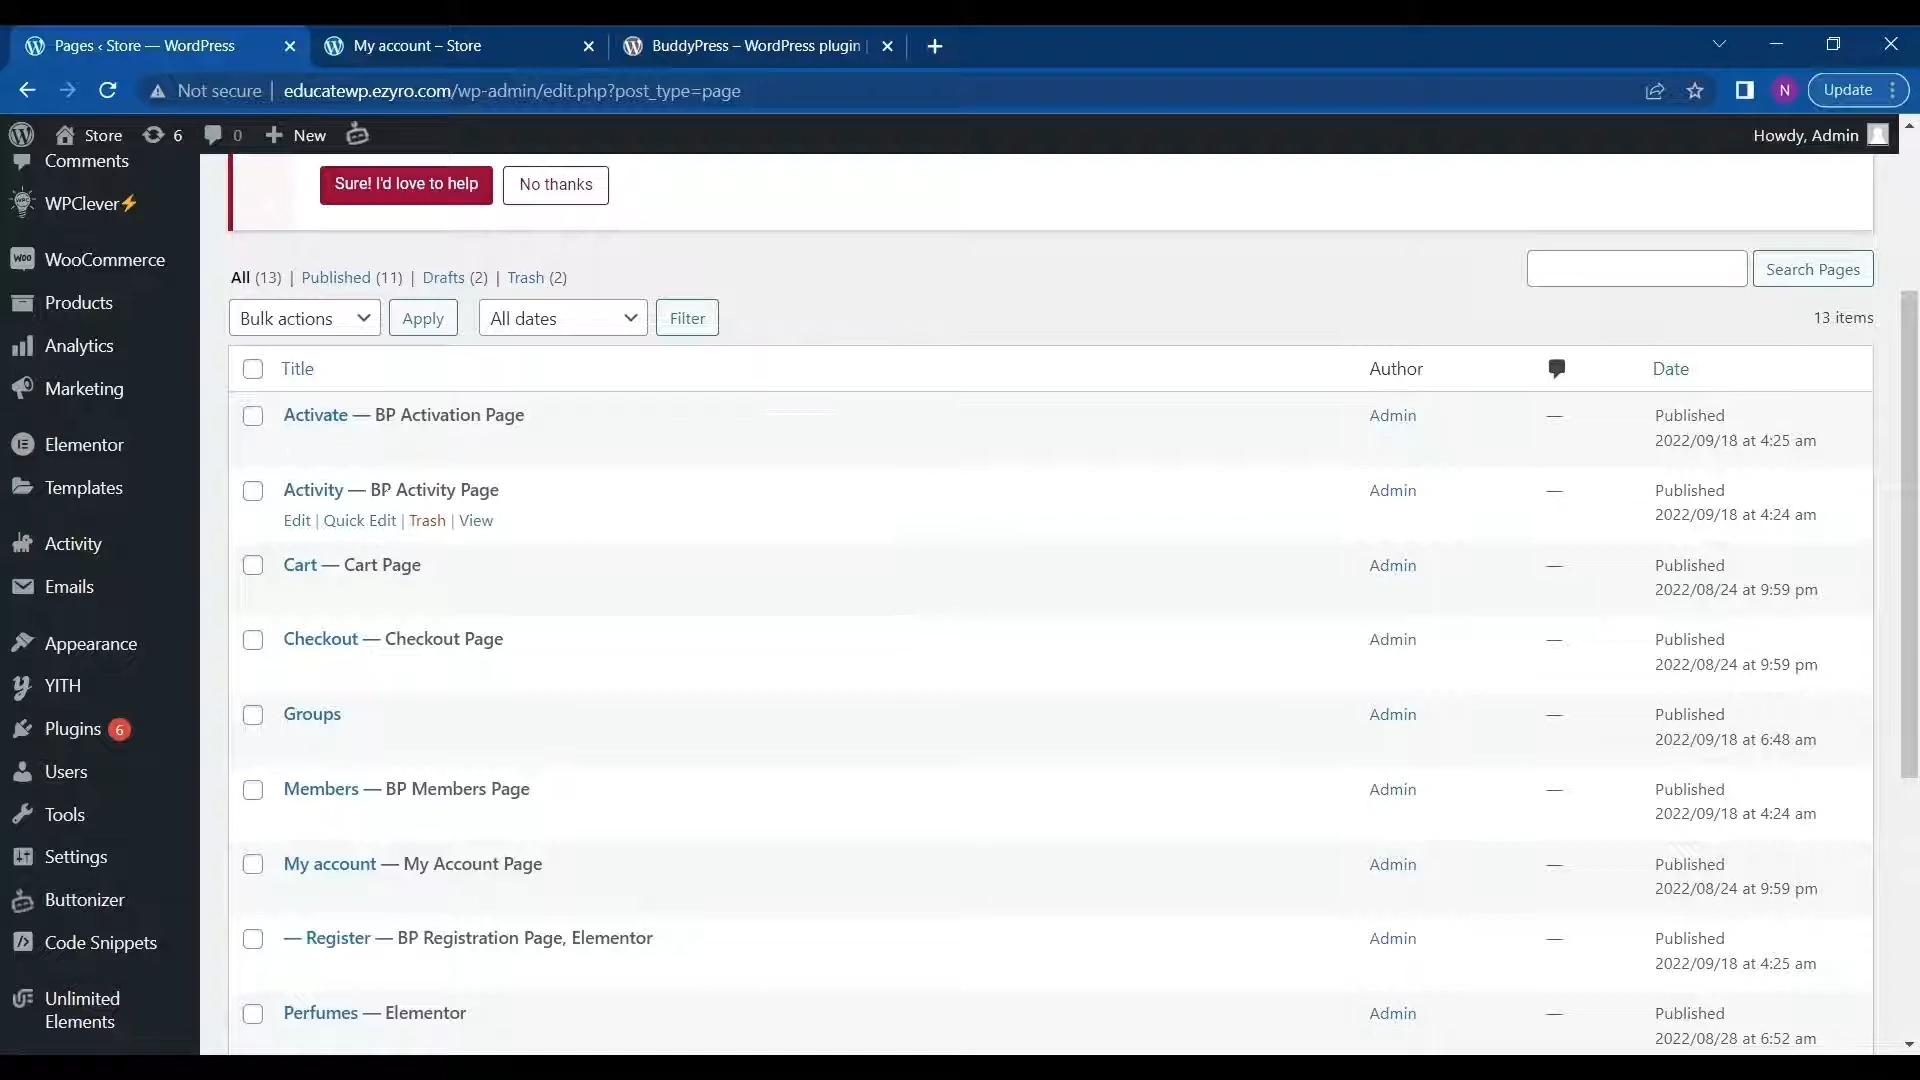 Pages ‹ Store — WordPress
My account – Store
BuddyPress – WordPress plugin
Not secure
educatewp.ezyro.com/wp-admin/edit.php?post_type=page
N
Update
Store
6
0
New
Howdy, Admin
Comments
WPClever⚡
WooCommerce
Products
Analytics
Marketing
Elementor
Templates
Activity
Emails
Appearance
YITH
Plugins 6
Users
Tools
Settings
Buttonizer
Code Snippets
Unlimited
Elements
Sure! I'd love to help
No thanks
All (13) | Published (11) | Drafts (2) | Trash (2)
Search Pages
Bulk actions
Apply
All dates
Filter
13 items
Title
Author
Date
Activate — BP Activation Page
Admin
—
Published
2022/09/18 at 4:25 am
Activity — BP Activity Page
Edit | Quick Edit | Trash | View
Admin
—
Published
2022/09/18 at 4:24 am
Cart — Cart Page
Admin
—
Published
2022/08/24 at 9:59 pm
Checkout — Checkout Page
Admin
—
Published
2022/08/24 at 9:59 pm
Groups
Admin
—
Published
2022/09/18 at 6:48 am
Members — BP Members Page
Admin
—
Published
2022/09/18 at 4:24 am
My account — My Account Page
Admin
—
Published
2022/08/24 at 9:59 pm
— Register — BP Registration Page, Elementor
Admin
—
Published
2022/09/18 at 4:25 am
Perfumes — Elementor
Admin
—
Published
2022/08/28 at 6:52 am